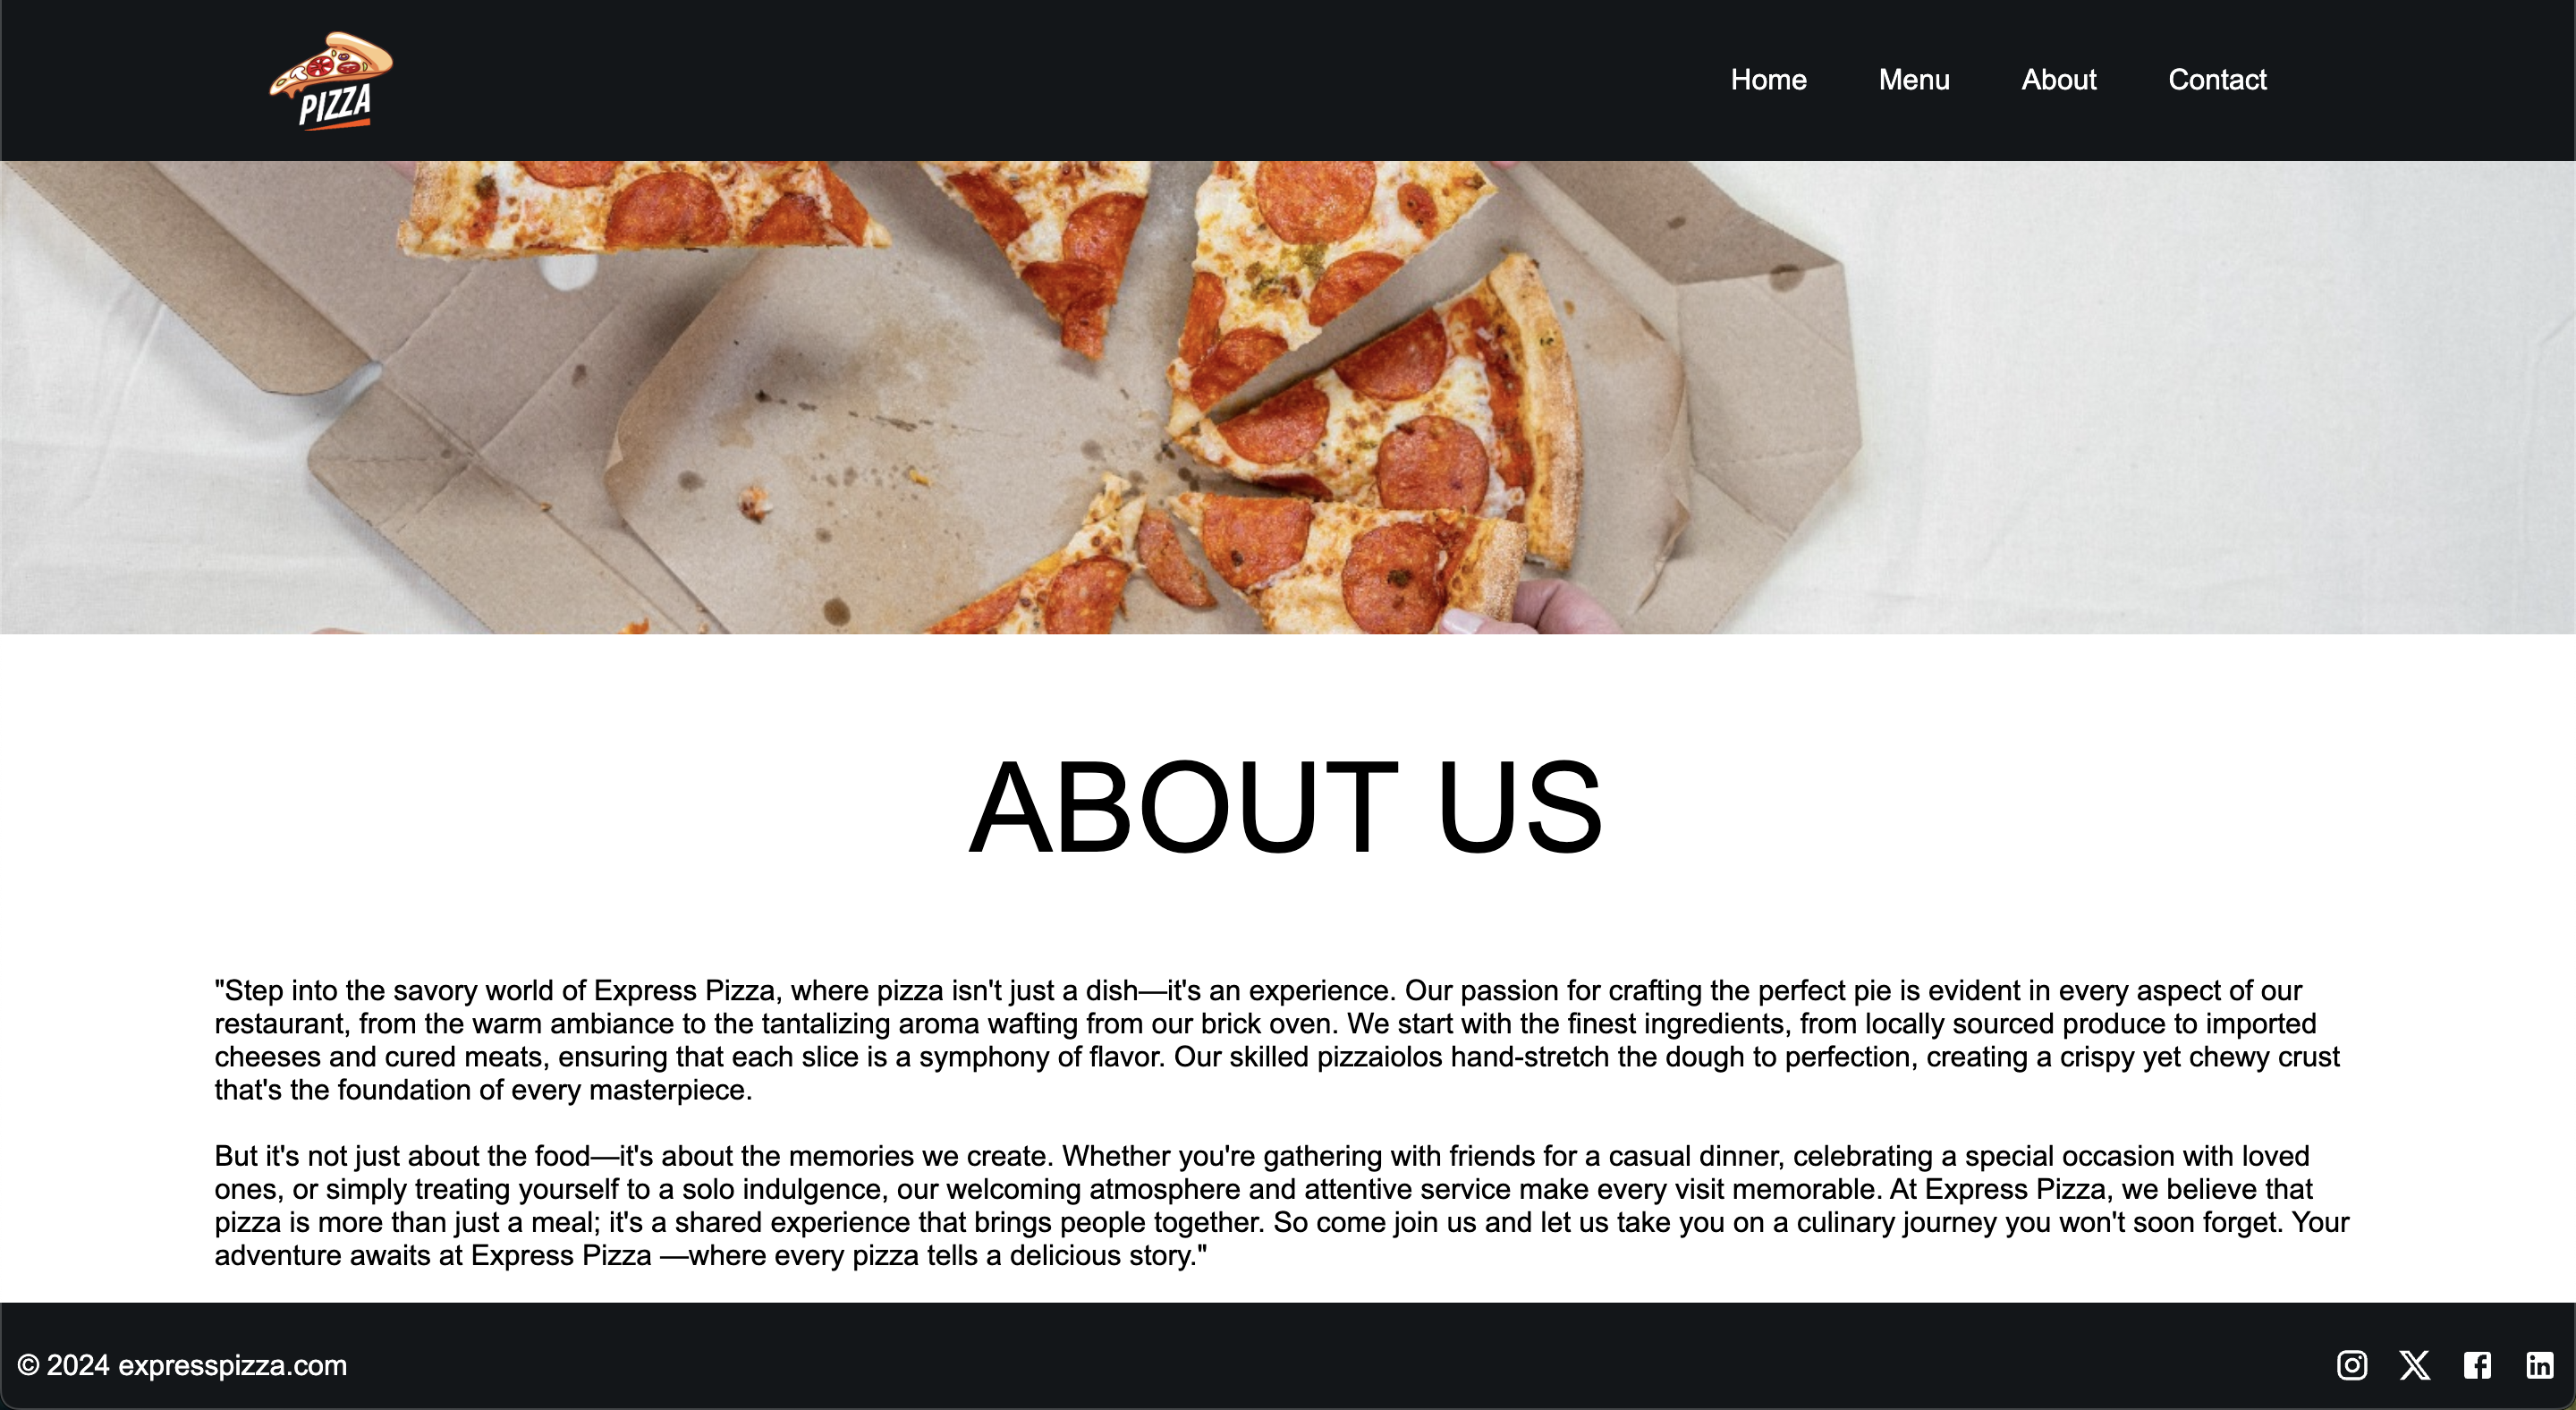 PIZZA
Home Menu About Contact
ABOUT US
"Step into the savory world of Express Pizza, where pizza isn't just a dish—it's an experience. Our passion for crafting the perfect pie is evident in every aspect of our
restaurant, from the warm ambiance to the tantalizing aroma wafting from our brick oven. We start with the finest ingredients, from locally sourced produce to imported
cheeses and cured meats, ensuring that each slice is a symphony of flavor. Our skilled pizzaiolos hand-stretch the dough to perfection, creating a crispy yet chewy crust
that's the foundation of every masterpiece.
But it's not just about the food—it's about the memories we create. Whether you're gathering with friends for a casual dinner, celebrating a special occasion with loved
ones, or simply treating yourself to a solo indulgence, our welcoming atmosphere and attentive service make every visit memorable. At Express Pizza, we believe that
pizza is more than just a meal; it's a shared experience that brings people together. So come join us and let us take you on a culinary journey you won't soon forget. Your
adventure awaits at Express Pizza —where every pizza tells a delicious story."
© 2024 expresspizza.com